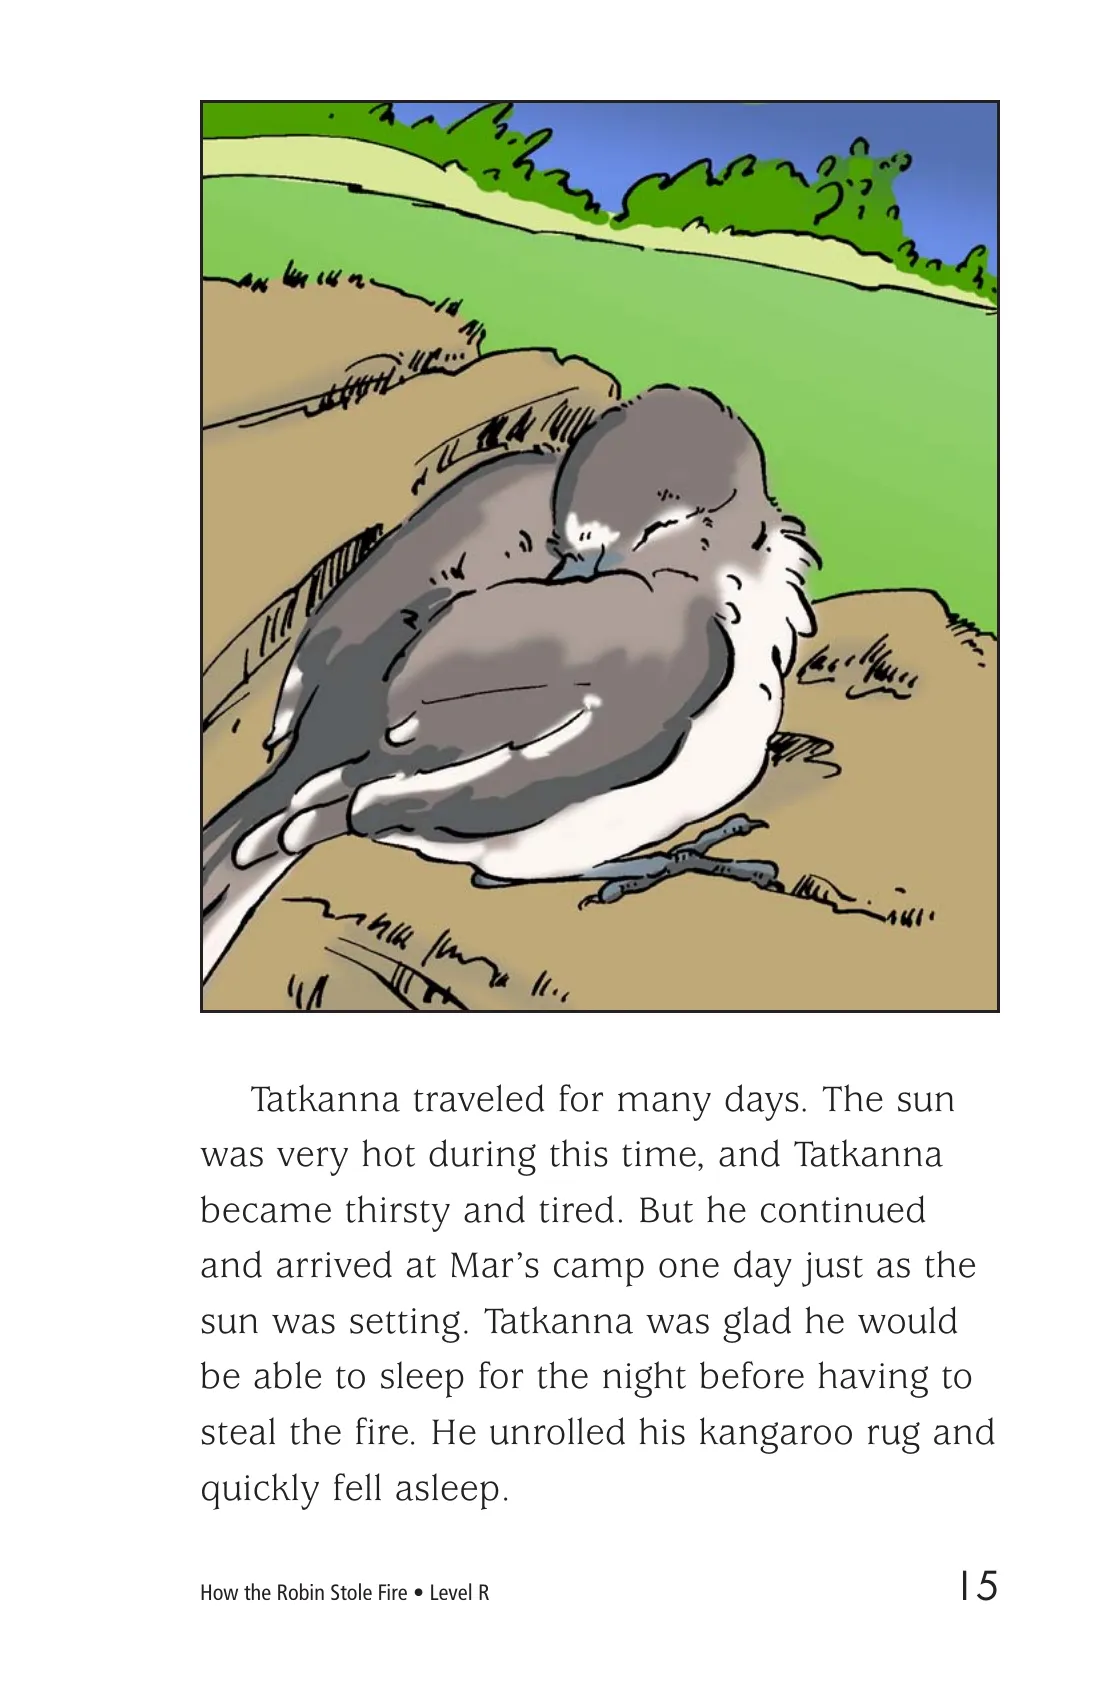 Tatkanna traveled for many days. The sun
was very hot during this time, and Tatkanna
became thirsty and tired. But he continued
and arrived at Mar’s camp one day just as the
sun was setting. Tatkanna was glad he would
be able to sleep for the night before having to
steal the fire. He unrolled his kangaroo rug and
quickly fell asleep.
How the Robin Stole Fire • Level R
15